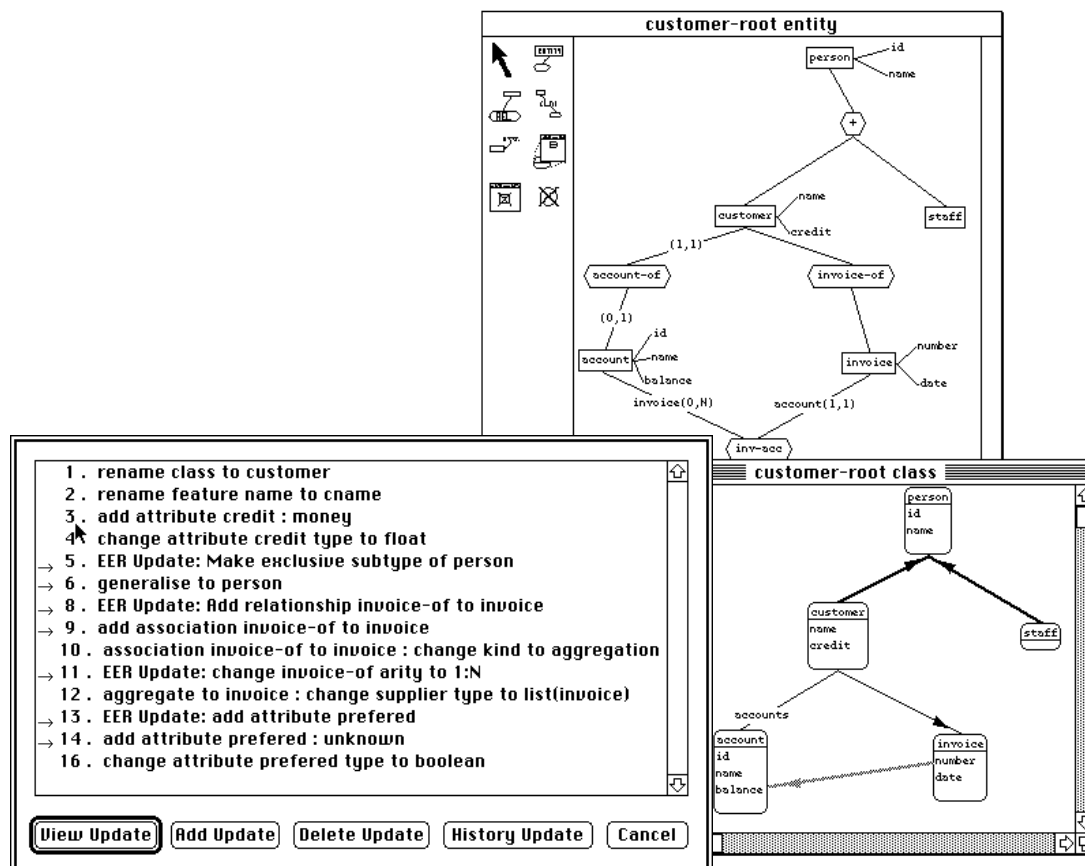 customer-root entity
ENTITY
person
id
name
REL
+
customer
name
credit
staff
(1,1)
account-of
invoice-of
(0,1)
account
id
name
balance
invoice
number
date
invoice(0,N)
account(1,1)
inv-acc
1. rename class to customer
2. rename feature name to cname
3. add attribute credit : money
4 change attribute credit type to float
→ 5. EER Update: Make exclusive subtype of person
→ 6. generalise to person
→ 8. EER Update: Add relationship invoice-of to invoice
→ 9. add association invoice-of to invoice
10. association invoice-of to invoice : change kind to aggregation
→ 11. EER Update: change invoice-of arity to 1:N
12. aggregate to invoice : change supplier type to list(invoice)
→ 13. EER Update: add attribute prefered
→ 14. add attribute prefered : unknown
16. change attribute prefered type to boolean
View Update
Add Update
Delete Update
History Update
Cancel
customer-root class
person
id
name
customer
name
credit
staff
accounts
account
id
name
balance
invoice
number
date